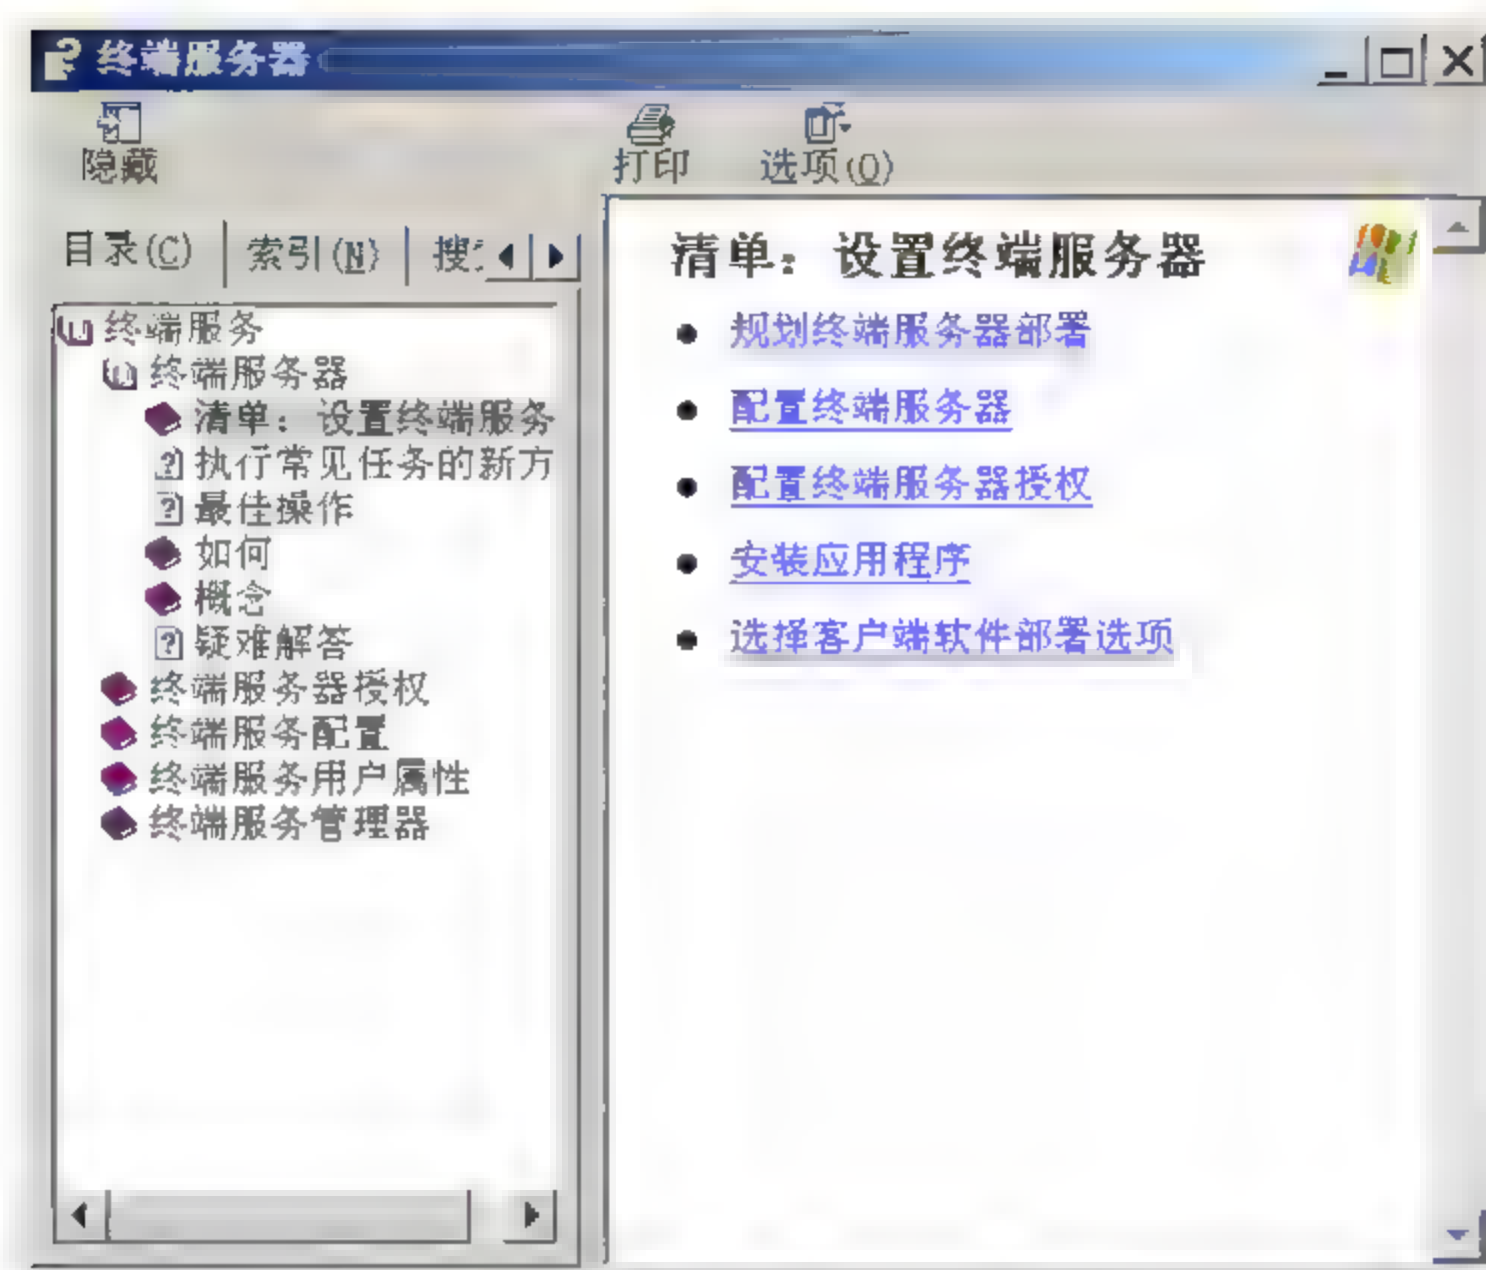 终端服务器
隐藏
打印
选项(O)
目录(C)
索引(N)
终端服务
终端服务器
清单：设置终端服务
执行常见任务的新方
最佳操作
如何
概念
疑难解答
终端服务器授权
终端服务配置
终端服务用户属性
终端服务管理器
清单：设置终端服务器
规划终端服务器部署
配置终端服务器
配置终端服务器授权
安装应用程序
选择客户端软件部署选项